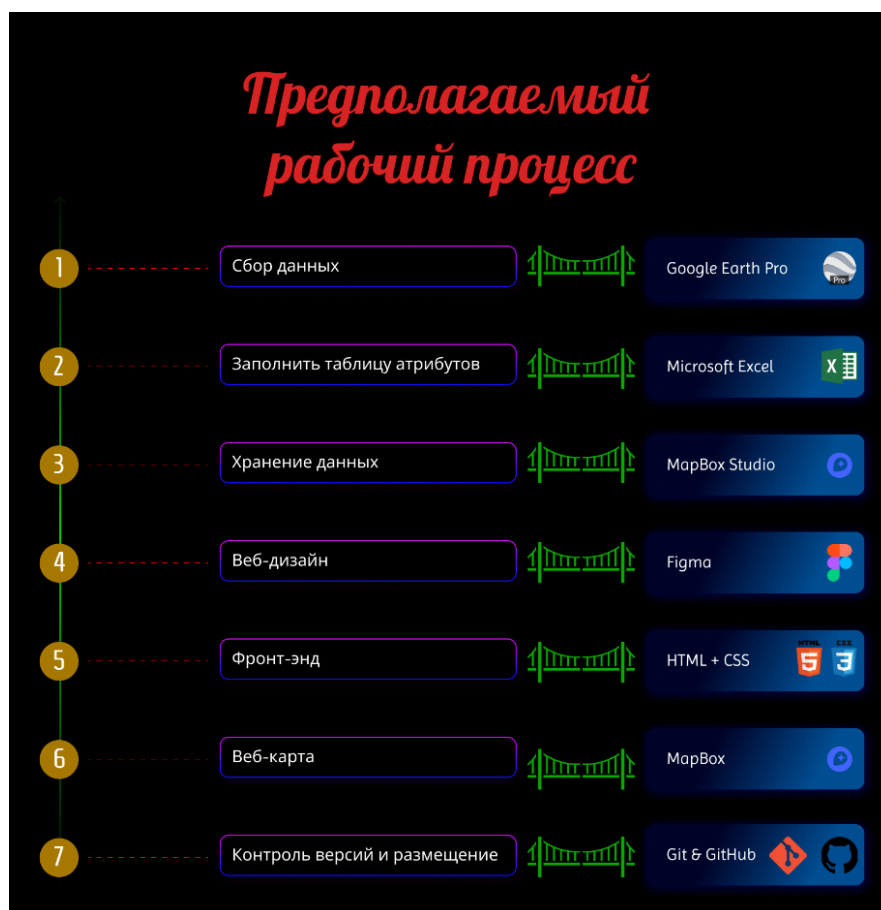 Предполагаемый
рабочий процесс
1
Сбор данных
Google Earth Pro
Pro
2
Заполнить таблицу атрибутов
Microsoft Excel
X
3
Хранение данных
MapBox Studio
4
Веб-дизайн
Figma
5
Фронт-энд
HTML + CSS
HTML
5
CSS
3
6
Веб-карта
MapBox
7
Контроль версий и размещение
Git & GitHub